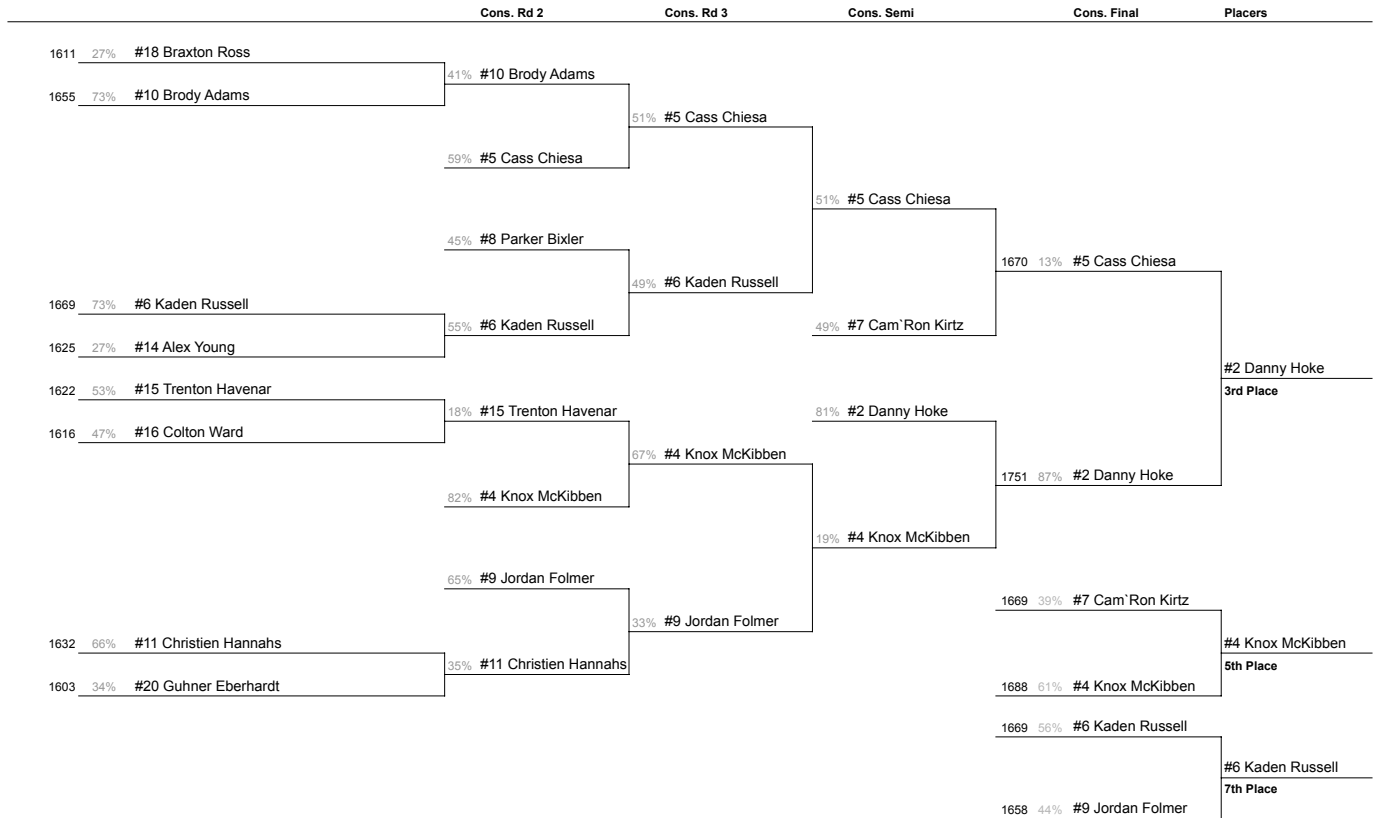 Cons. Rd 2 Cons. Rd 3 Cons. Semi Cons. Final Placers
1611 27% #18 Braxton Ross
41% #10 Brody Adams
1655 73% #10 Brody Adams
51% #5 Cass Chiesa
59% #5 Cass Chiesa
51% #5 Cass Chiesa
45% #8 Parker Bixler
1670 13% #5 Cass Chiesa
49% #6 Kaden Russell
1669 73% #6 Kaden Russell
55% #6 Kaden Russell
49% #7 Cam`Ron Kirtz
1625 27% #14 Alex Young
#2 Danny Hoke
3rd Place
1622 53% #15 Trenton Havenar
18% #15 Trenton Havenar
81% #2 Danny Hoke
1616 47% #16 Colton Ward
67% #4 Knox McKibben
1751 87% #2 Danny Hoke
82% #4 Knox McKibben
19% #4 Knox McKibben
65% #9 Jordan Folmer
1669 39% #7 Cam`Ron Kirtz
33% #9 Jordan Folmer
1632 66% #11 Christien Hannahs
#4 Knox McKibben
35% #11 Christien Hannahs
5th Place
1603 34% #20 Guhner Eberhardt
1688 61% #4 Knox McKibben
1669 56% #6 Kaden Russell
#6 Kaden Russell
7th Place
1658 44% #9 Jordan Folmer